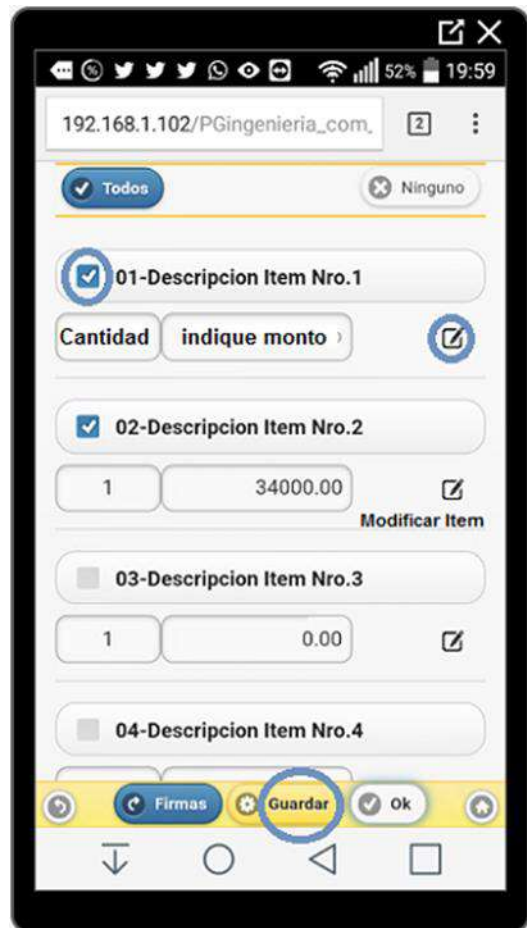 52% 19:59
192.168.1.102/PGingenieria_com_ 2
Todos Ninguno
01-Descripcion Item Nro.1
Cantidad indique monto
02-Descripcion Item Nro.2
1 34000.00
Modificar Item
03-Descripcion Item Nro.3
1 0.00
04-Descripcion Item Nro.4
Firmas Guardar Ok